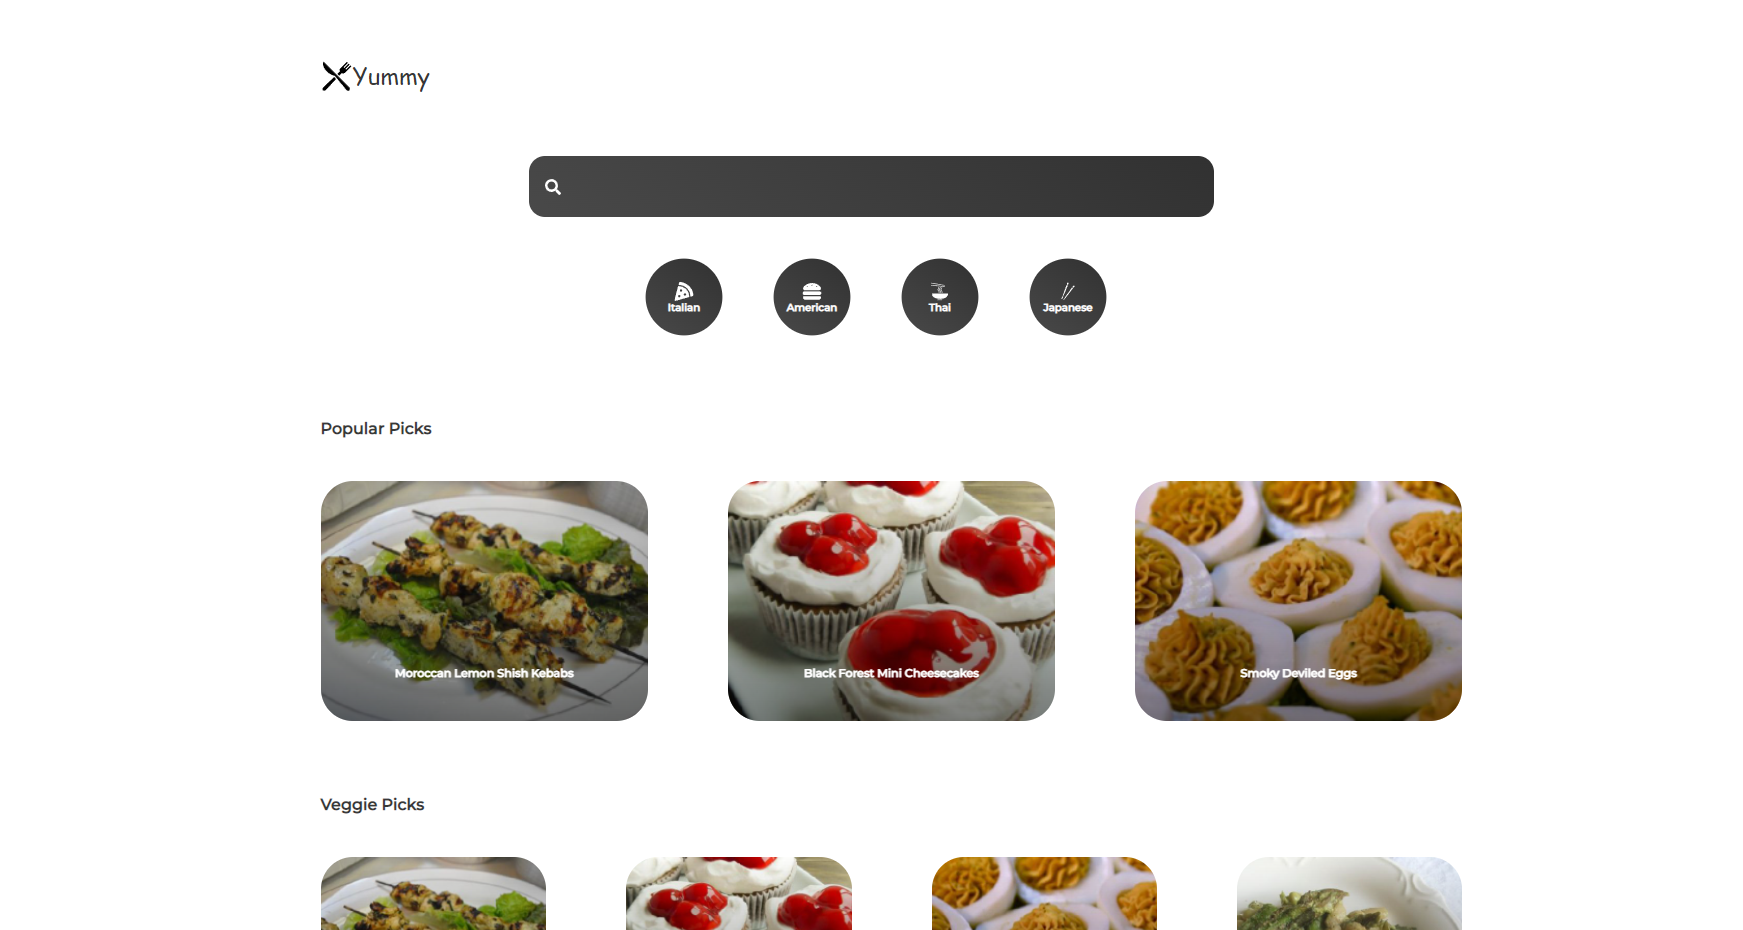 Yummy
Italian
American
Thai
Japanese
Popular Picks
Moroccan Lemon Shish Kebabs
Black Forest Mini Cheesecakes
Smoky Deviled Eggs
Veggie Picks